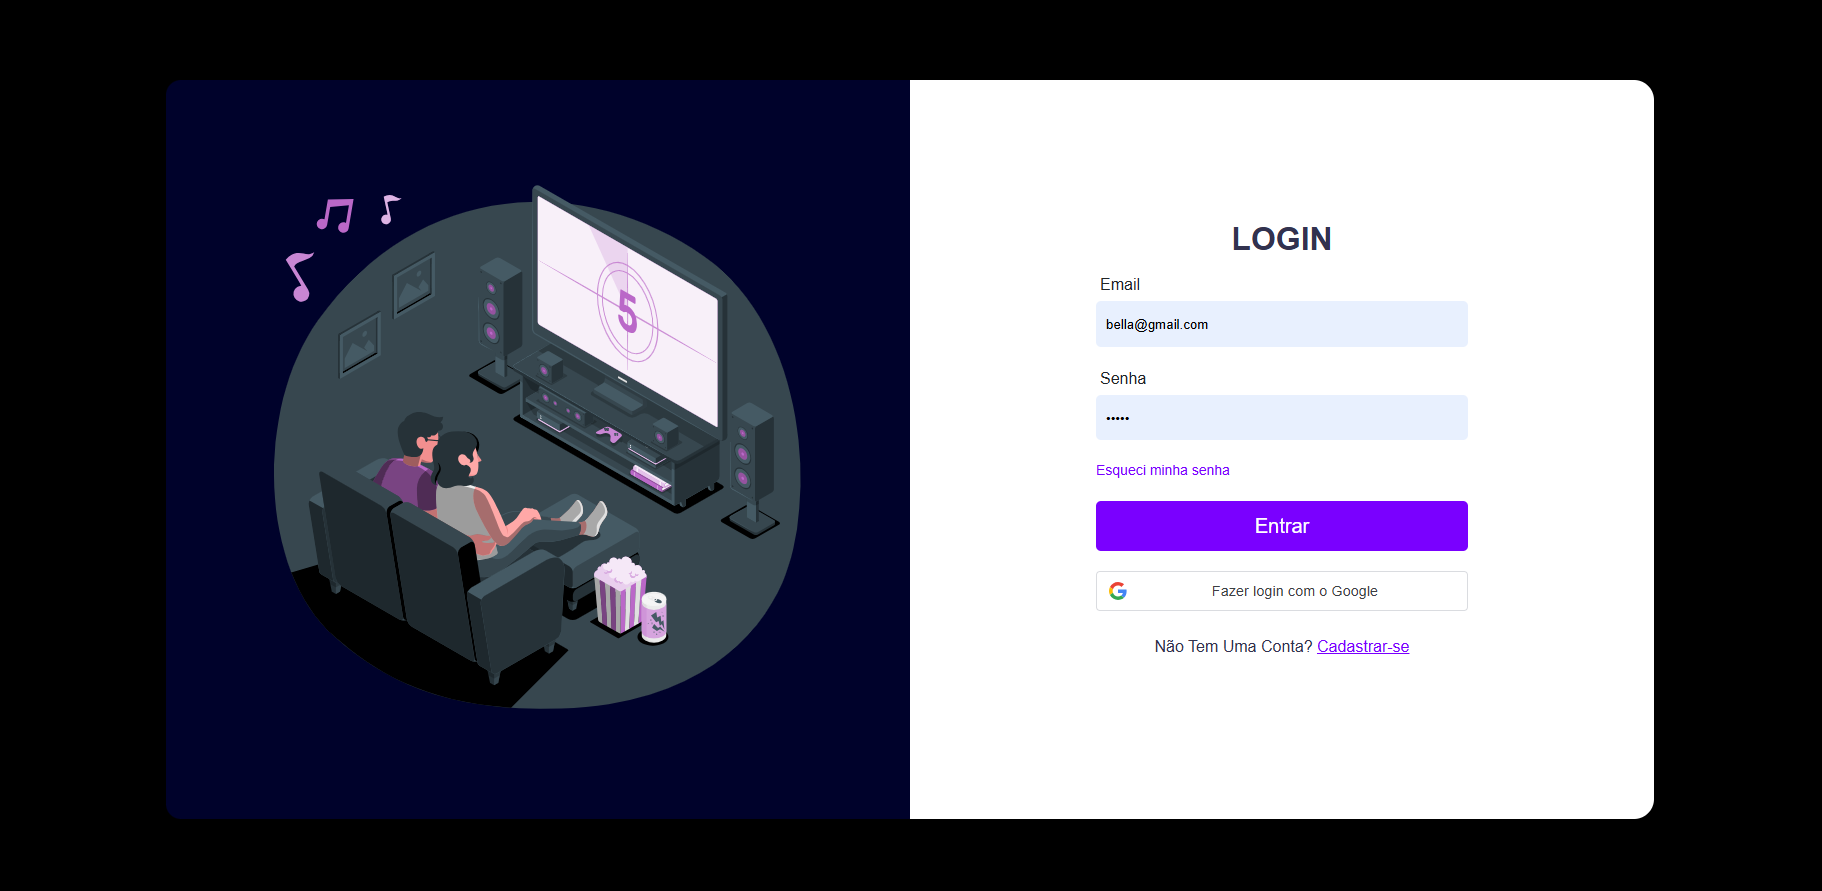 5
LOGIN
Email
bella@gmail.com
Senha
•••••
Esqueci minha senha
Entrar
Fazer login com o Google
Não Tem Uma Conta? Cadastrar-se